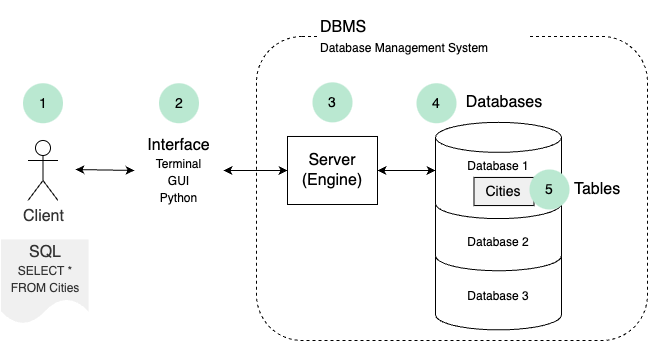 DBMS
Database Management System
1
2
3
4
Databases
Interface
Terminal
GUI
Python
Server
(Engine)
Database 1
Cities
5
Tables
Client
SQL
SELECT *
FROM Cities
Database 2
Database 3